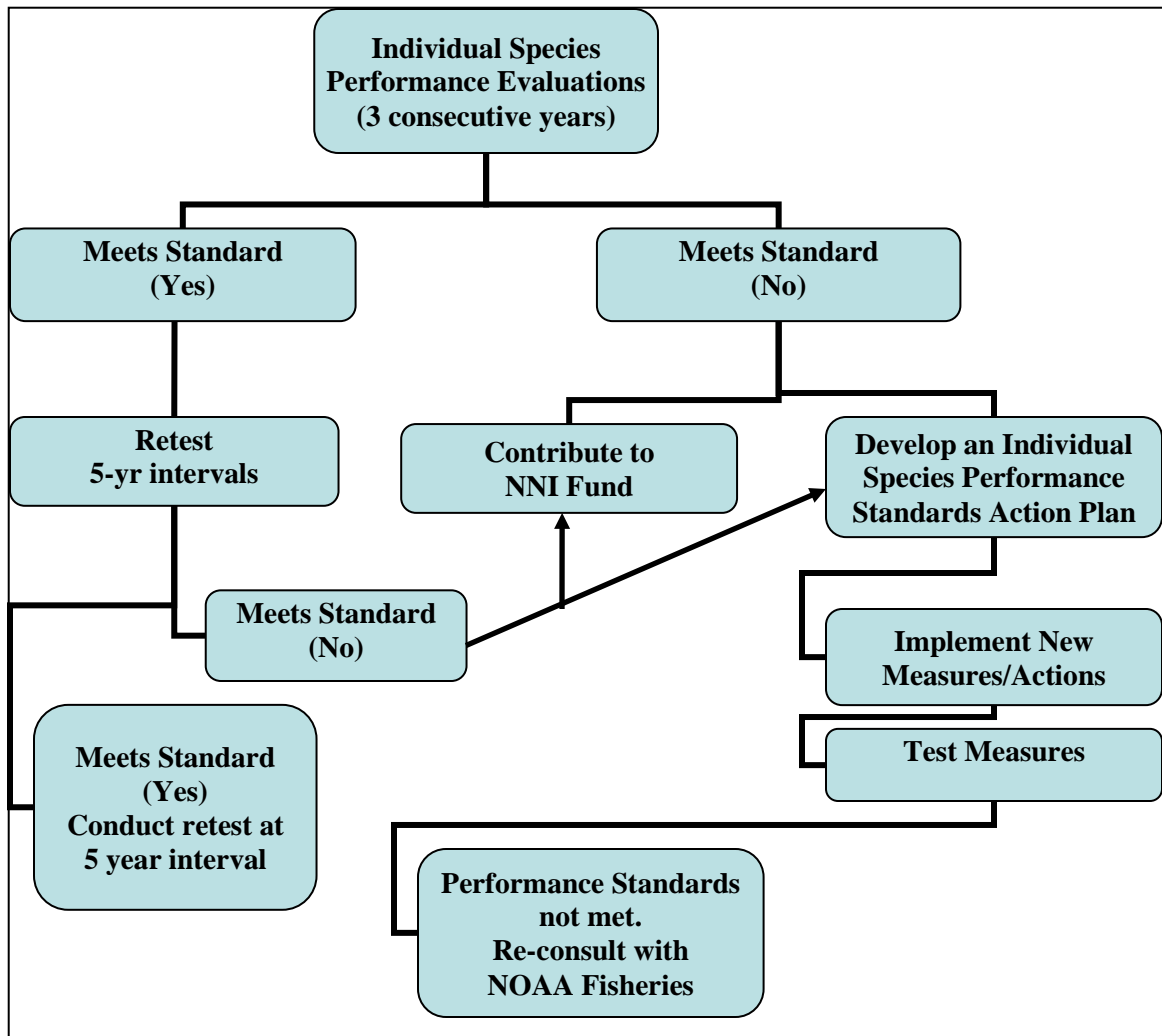 Individual Species
Performance Evaluations
(3 consecutive years)
Meets Standard
(Yes)
Meets Standard
(No)
Retest
5-yr intervals
Contribute to
NNI Fund
Develop an Individual
Species Performance
Standards Action Plan
Meets Standard
(No)
Implement New
Measures/Actions
Meets Standard
(Yes)
Conduct retest at
5 year interval
Test Measures
Performance Standards
not met.
Re-consult with
NOAA Fisheries